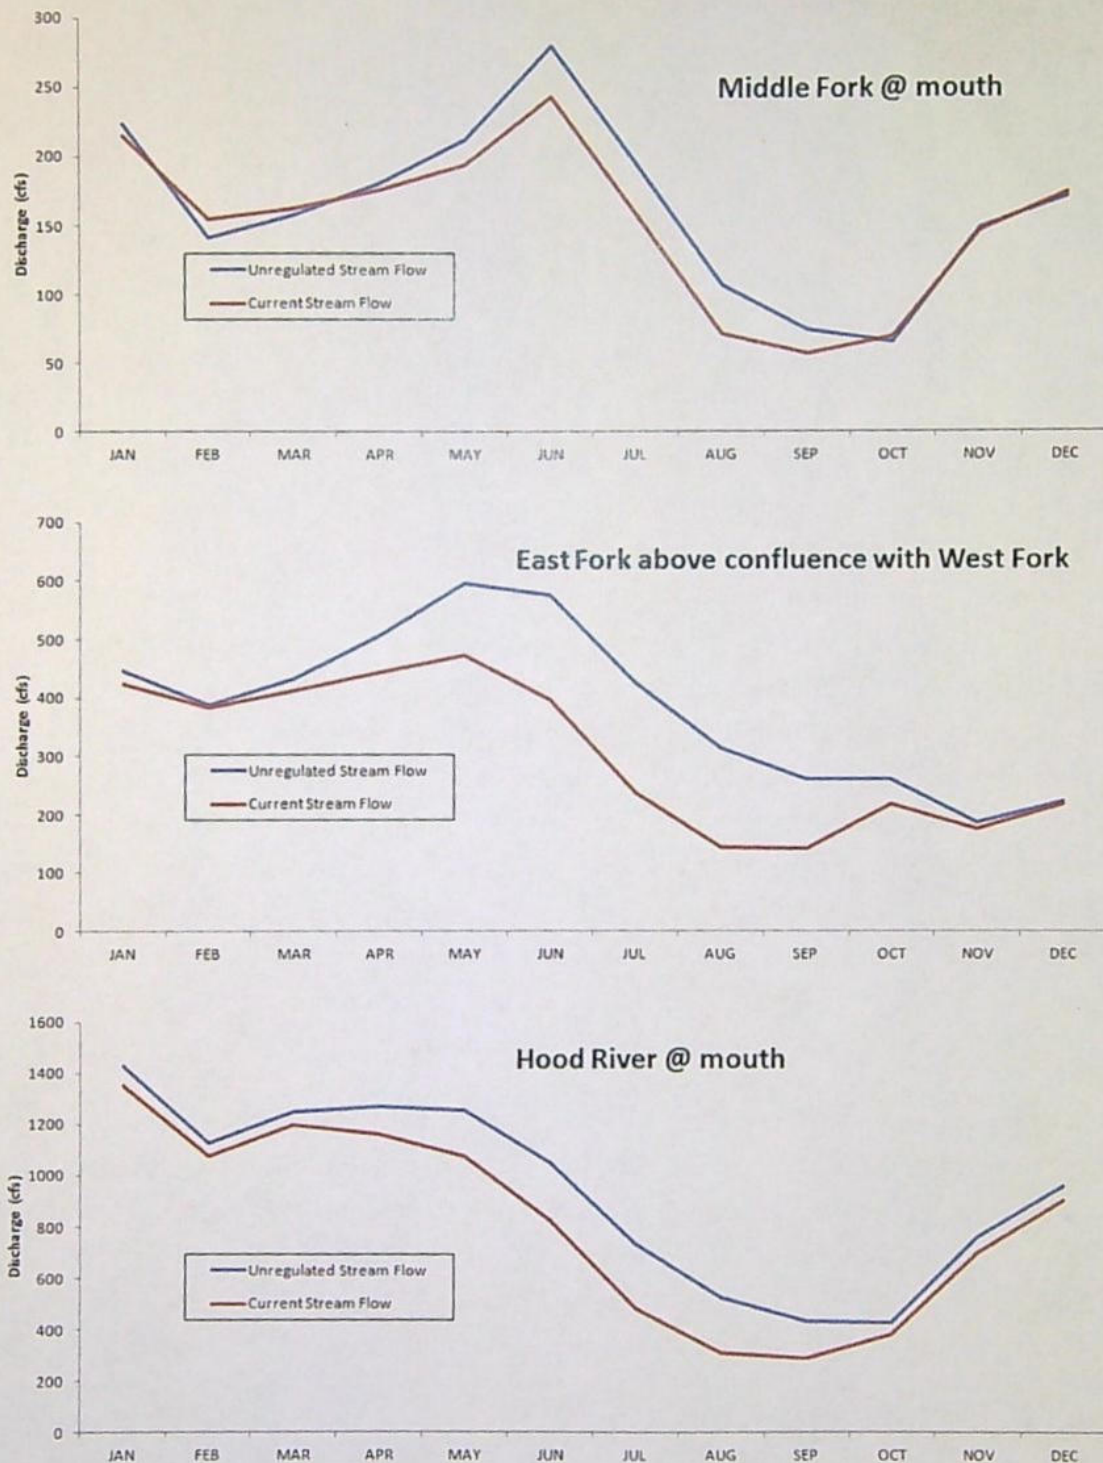 Middle Fork @ mouth
Discharge (cfs)
300
250
200
150
100
50
0
Unregulated Stream Flow
Current Stream Flow
JAN FEB MAR APR MAY JUN JUL AUG SEP OCT NOV DEC
East Fork above confluence with West Fork
Discharge (cfs)
700
600
500
400
300
200
100
0
Unregulated Stream Flow
Current Stream Flow
JAN FEB MAR APR MAY JUN JUL AUG SEP OCT NOV DEC
Hood River @ mouth
Discharge (cfs)
1600
1400
1200
1000
800
600
400
200
0
Unregulated Stream Flow
Current Stream Flow
JAN FEB MAR APR MAY JUN JUL AUG SEP OCT NOV DEC